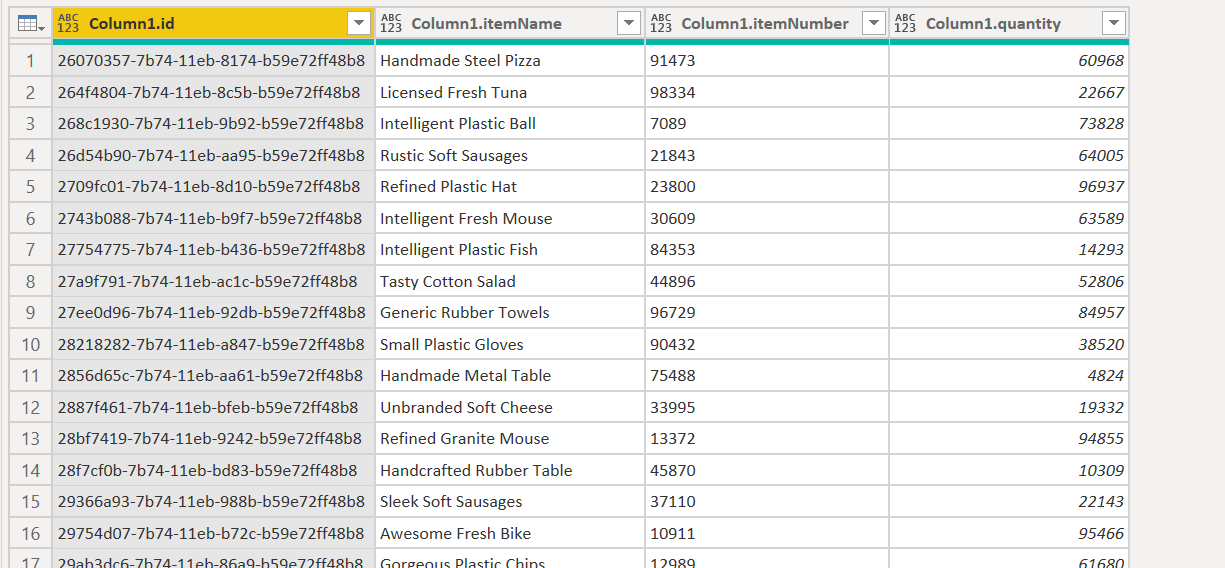 ABC 123 Column1.id ABC 123 Column1.itemName ABC 123 Column1.itemNumber ABC 123 Column1.quantity
1 26070357-7b74-11eb-8174-b59e72ff48b8 Handmade Steel Pizza 91473 60968
2 264f4804-7b74-11eb-8c5b-b59e72ff48b8 Licensed Fresh Tuna 98334 22667
3 268c1930-7b74-11eb-9b92-b59e72ff48b8 Intelligent Plastic Ball 7089 73828
4 26d54b90-7b74-11eb-aa95-b59e72ff48b8 Rustic Soft Sausages 21843 64005
5 2709fc01-7b74-11eb-8d10-b59e72ff48b8 Refined Plastic Hat 23800 96937
6 2743b088-7b74-11eb-b9f7-b59e72ff48b8 Intelligent Fresh Mouse 30609 63589
7 27754775-7b74-11eb-b436-b59e72ff48b8 Intelligent Plastic Fish 84353 14293
8 27a9f791-7b74-11eb-ac1c-b59e72ff48b8 Tasty Cotton Salad 44896 52806
9 27ee0d96-7b74-11eb-92db-b59e72ff48b8 Generic Rubber Towels 96729 84957
10 28218282-7b74-11eb-a847-b59e72ff48b8 Small Plastic Gloves 90432 38520
11 2856d65c-7b74-11eb-aa61-b59e72ff48b8 Handmade Metal Table 75488 4824
12 2887f461-7b74-11eb-bfeb-b59e72ff48b8 Unbranded Soft Cheese 33995 19332
13 28bf7419-7b74-11eb-9242-b59e72ff48b8 Refined Granite Mouse 13372 94855
14 28f7cf0b-7b74-11eb-bd83-b59e72ff48b8 Handcrafted Rubber Table 45870 10309
15 29366a93-7b74-11eb-988b-b59e72ff48b8 Sleek Soft Sausages 37110 22143
16 29754d07-7b74-11eb-b72c-b59e72ff48b8 Awesome Fresh Bike 10911 95466
17 29ab3dc6-7b74-11eb-86a9-b59e72ff48b8 Gorgeous Plastic Chips 12989 61680